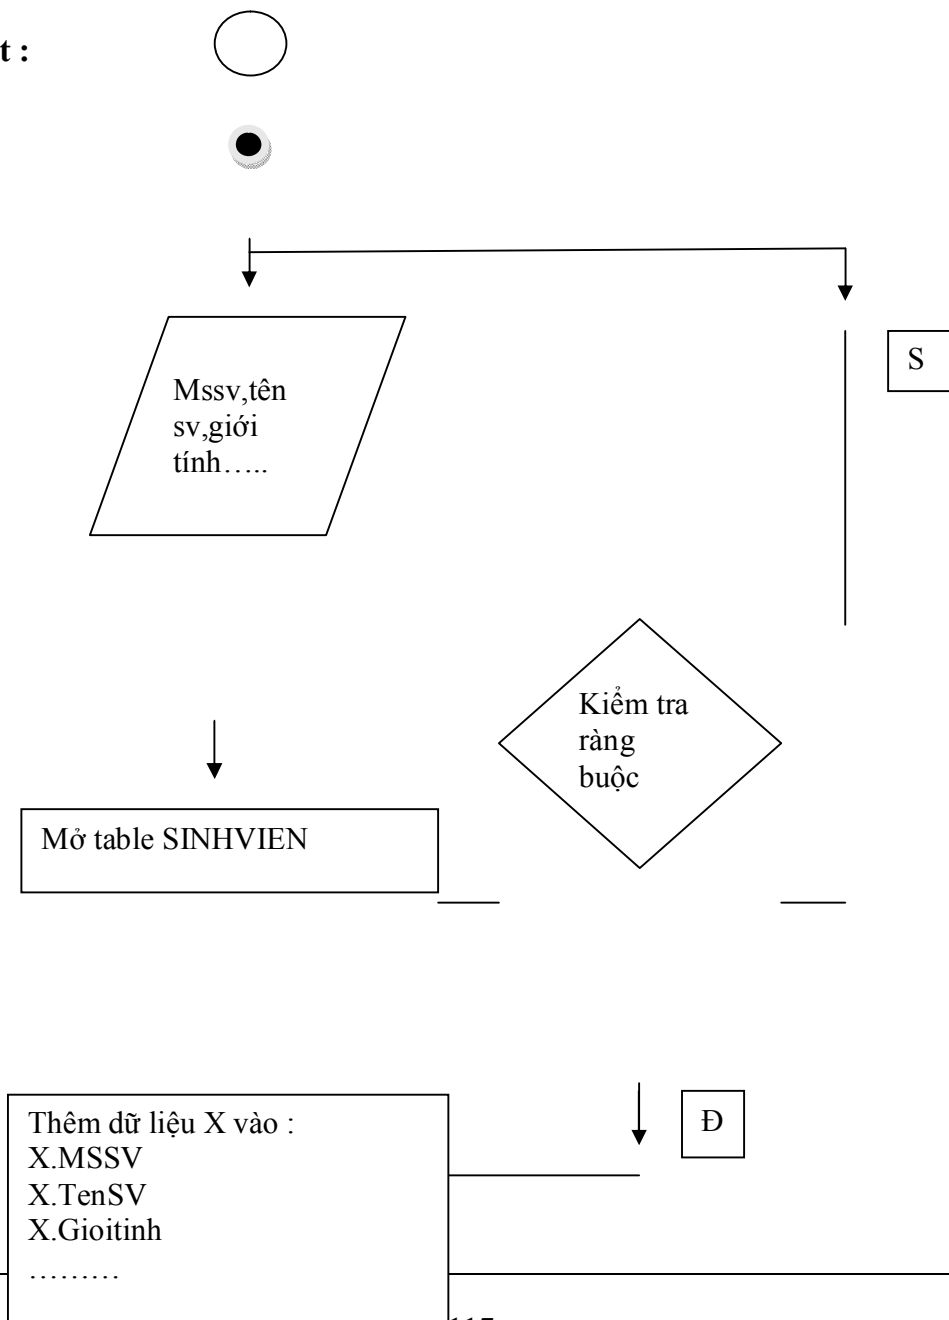 t :
S
Mssv,tên
sv,giới
tính…..
Kiểm tra
ràng
buộc
Mở table SINHVIEN
Thêm dữ liệu X vào :
X.MSSV
X.TenSV
X.Gioitinh
………
Đ